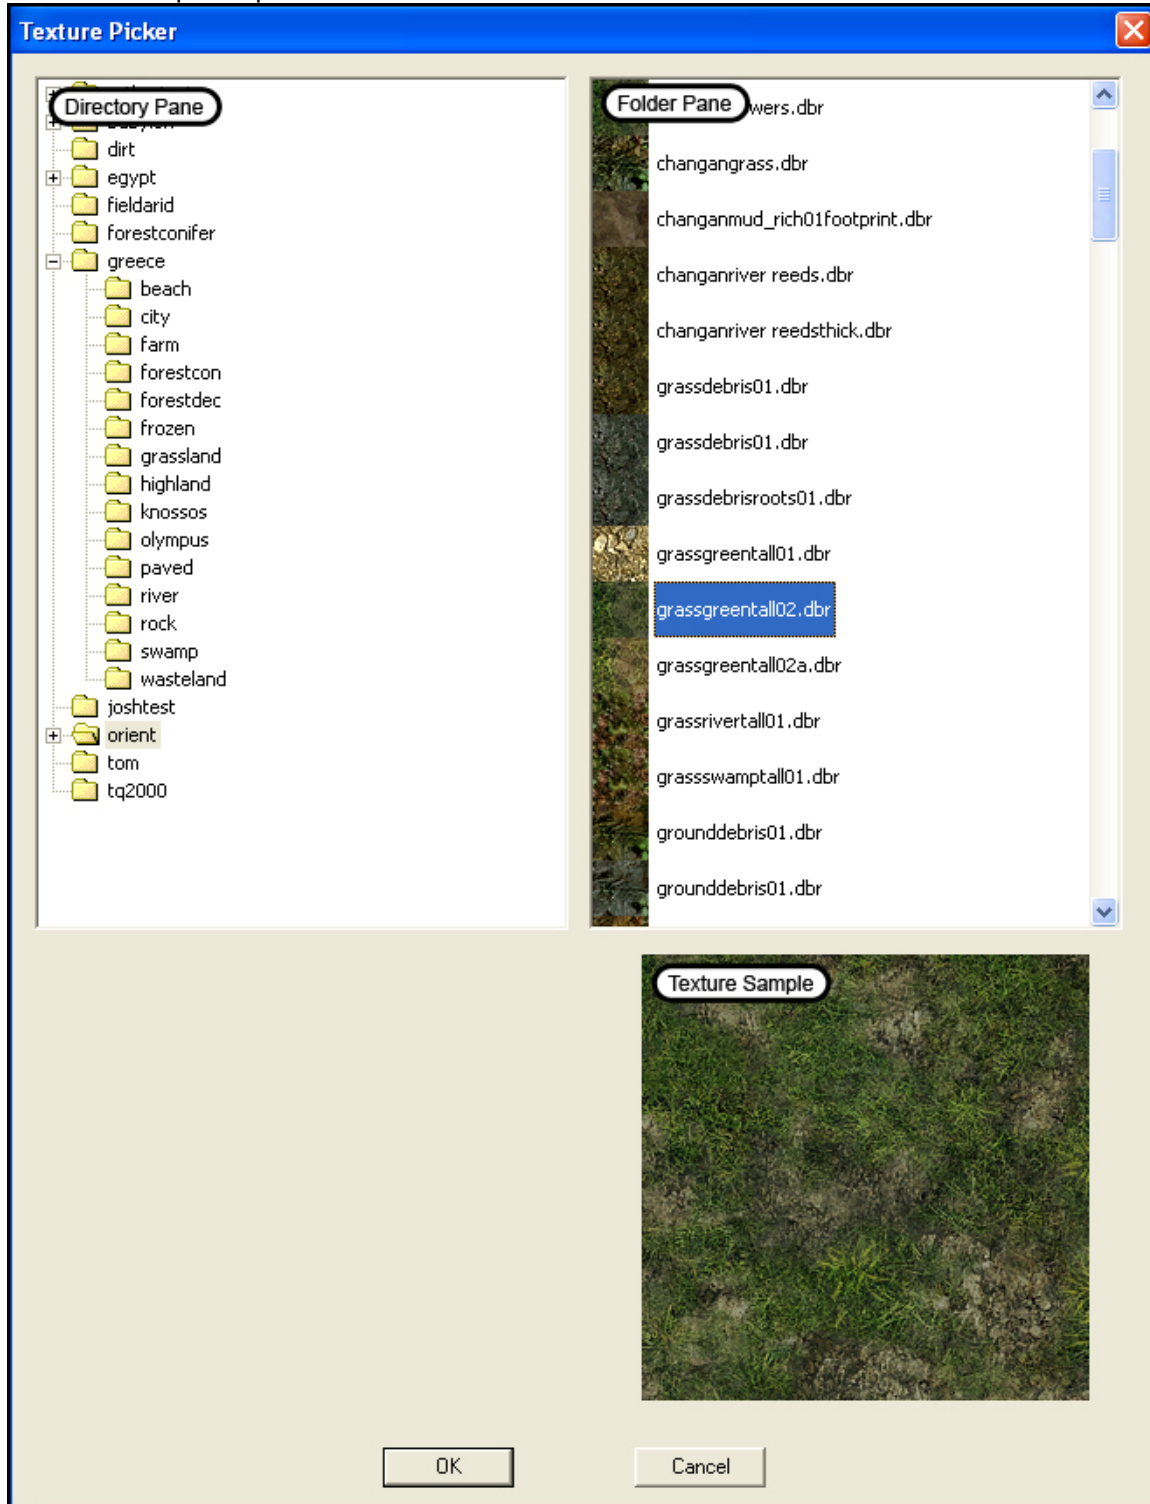 Texture Picker
Directory Pane
dirt
egypt
fieldarid
forestconifer
greece
beach
city
farm
forestcon
forestdec
frozen
grassland
highland
knossos
olympus
paved
river
rock
swamp
wasteland
joshtest
orient
tom
tq2000
Folder Pane
wers.dbr
changangrass.dbr
changanmud_rich01footprint.dbr
changanriver reeds.dbr
changanriver reedsthick.dbr
grassdebris01.dbr
grassdebris01.dbr
grassdebrisroots01.dbr
grassgreentall01.dbr
grassgreentall02.dbr
grassgreentall02a.dbr
grassrivertall01.dbr
grassswamptall01.dbr
grounddebris01.dbr
grounddebris01.dbr
Texture Sample
OK
Cancel